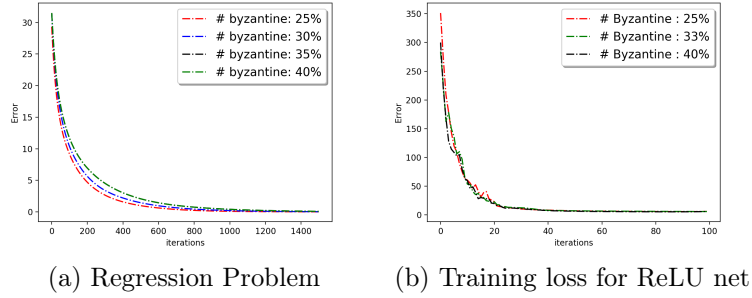 # byzantine: 25%
# byzantine: 30%
# byzantine: 35%
# byzantine: 40%
Error
30
25
20
15
10
5
0
0 200 400 600 800 1000 1200 1400
iterations
(a) Regression Problem
# Byzantine : 25%
# Byzantine : 33%
# Byzantine : 40%
Error
350
300
250
200
150
100
50
0
0 20 40 60 80 100
iterations
(b) Training loss for ReLU net